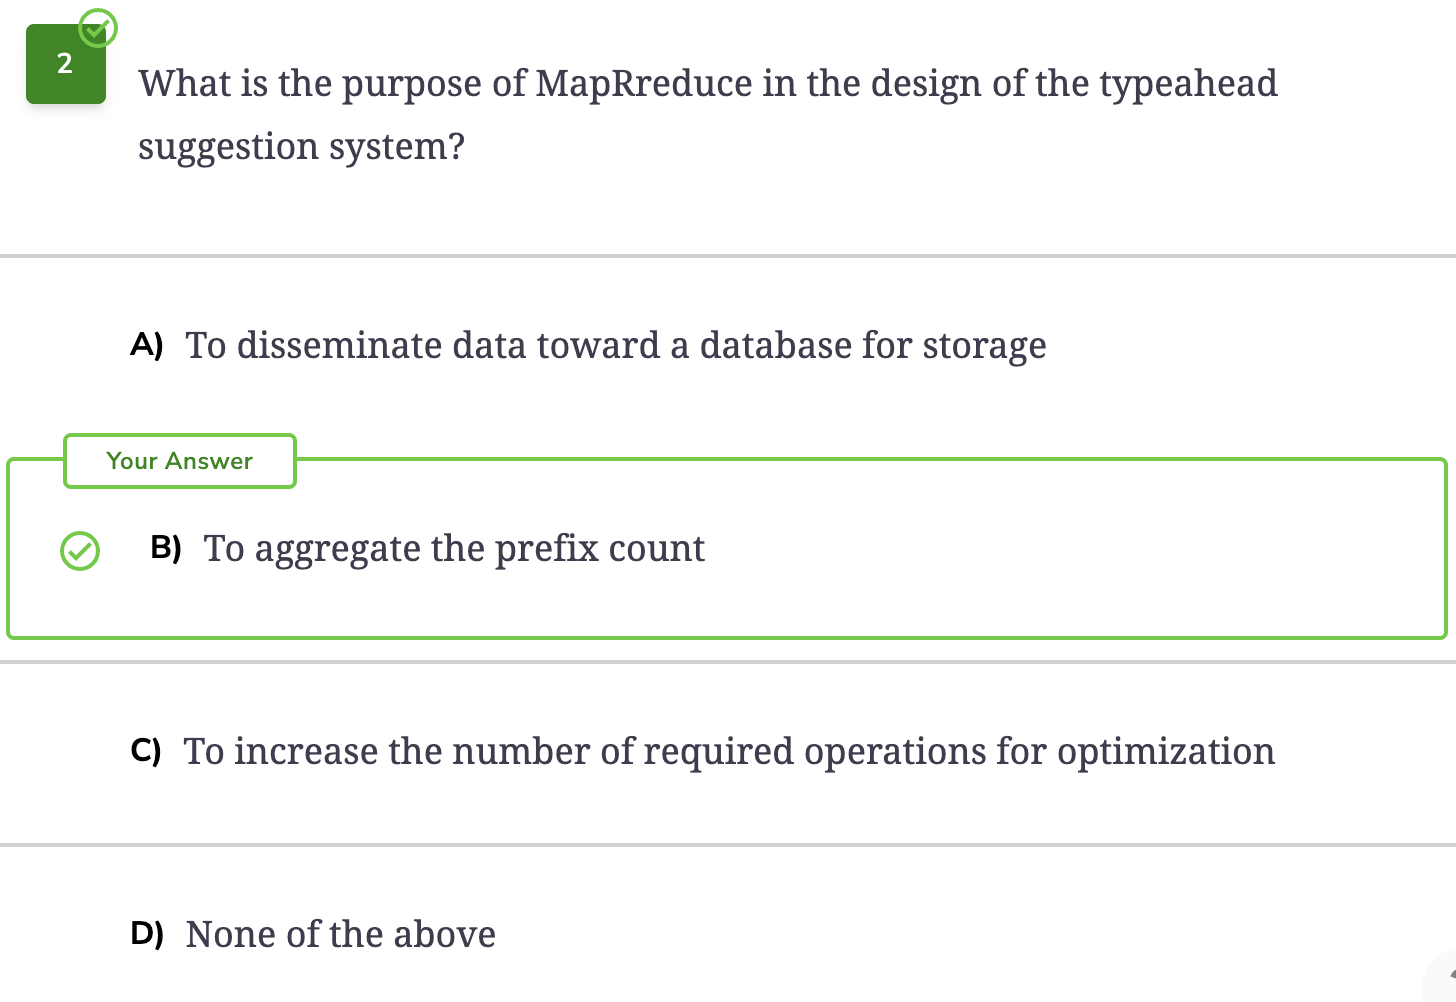 2
What is the purpose of MapRreduce in the design of the typeahead
suggestion system?
A) To disseminate data toward a database for storage
Your Answer
B) To aggregate the prefix count
C) To increase the number of required operations for optimization
D) None of the above